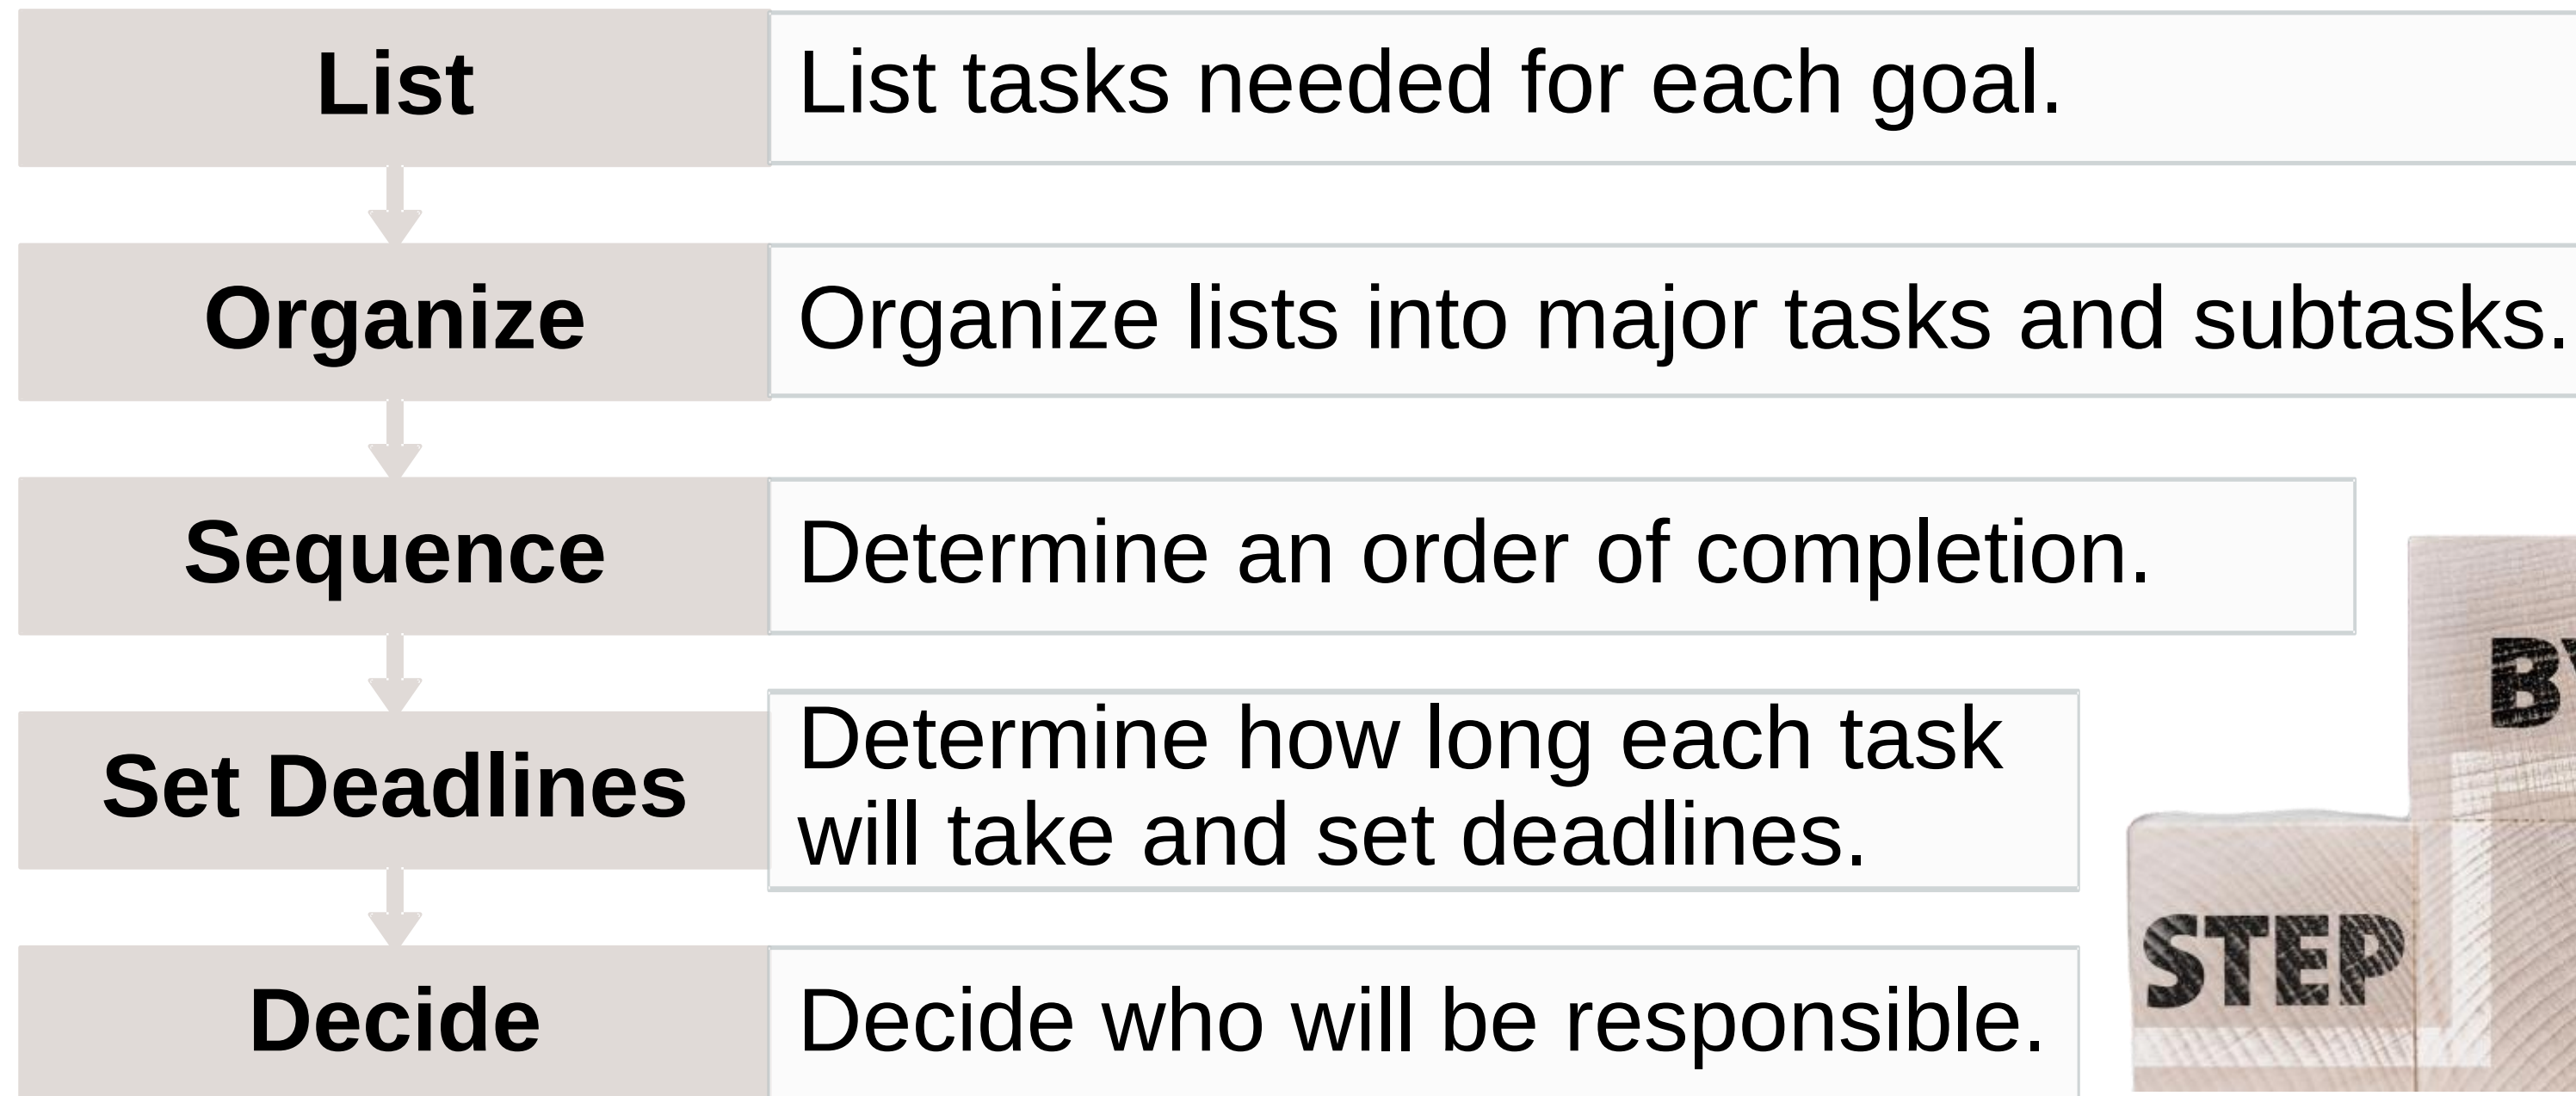 List
List tasks needed for each goal.
Organize
Organize lists into major tasks and subtasks.
Sequence
Determine an order of completion.
Set Deadlines
Determine how long each task
will take and set deadlines.
Decide
Decide who will be responsible.
BY
STEP